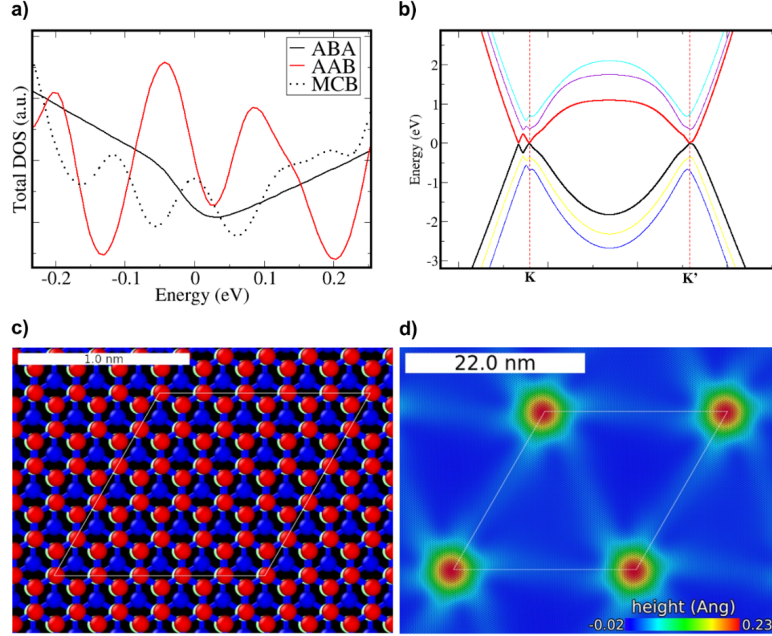 a)
ABA
AAB
MCB
Total DOS (a.u.)
-0.2
-0.1
0
0.1
0.2
Energy (eV)
b)
2
1
0
-1
-2
-3
Energy (eV)
K
K'
c)
1.0 nm
d)
22.0 nm
height (Ang)
-0.02
0.23